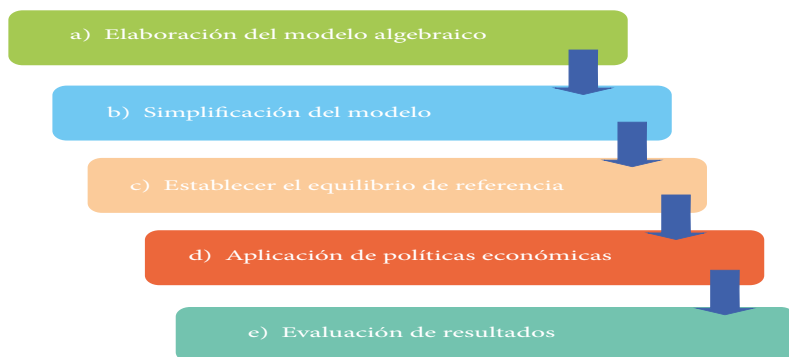 a) Elaboración del modelo algebraico
b) Simplificación del modelo
c) Establecer el equilibrio de referencia
d) Aplicación de políticas económicas
e) Evaluación de resultados